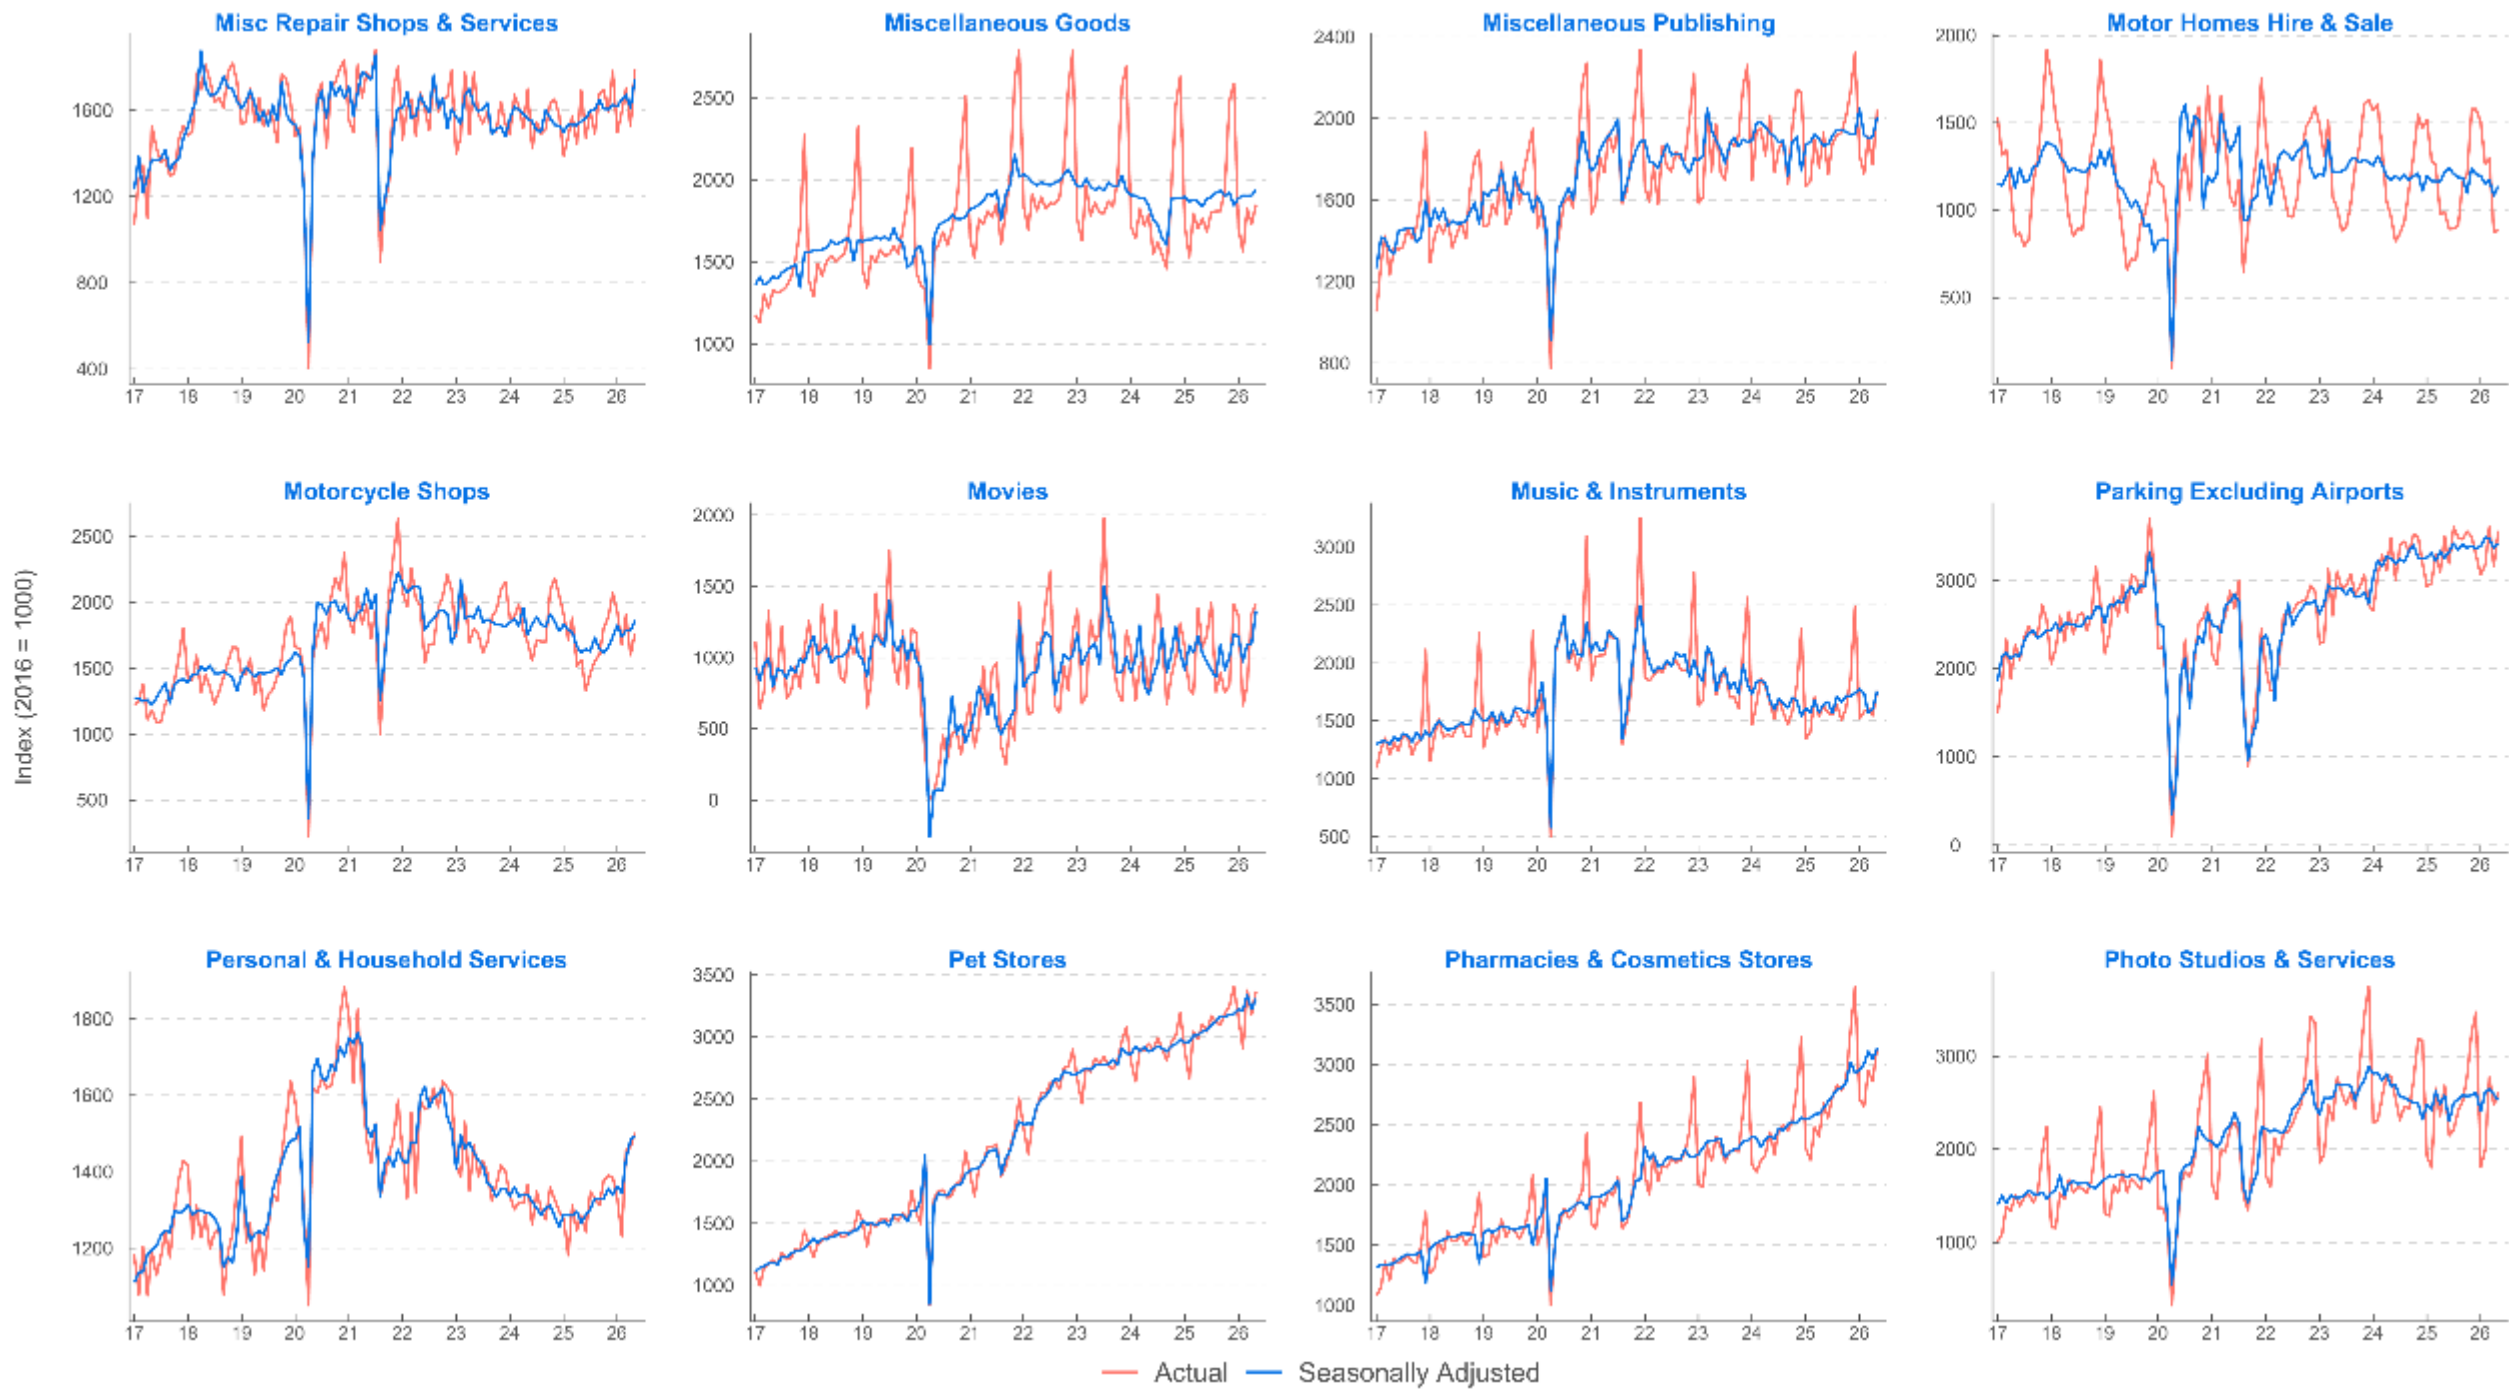 Misc Repair Shops & Services
1600
1200
800
400
17 18 19 20 21 22 23 24 25 26
Miscellaneous Goods
2500
2000
1500
1000
17 18 19 20 21 22 23 24 25 26
Miscellaneous Publishing
2400
2000
1600
1200
800
17 18 19 20 21 22 23 24 25 26
Motor Homes Hire & Sale
2000
1500
1000
500
17 18 19 20 21 22 23 24 25 26
Index (2016 = 1000)
Motorcycle Shops
2500
2000
1500
1000
500
17 18 19 20 21 22 23 24 25 26
Movies
2000
1500
1000
500
0
17 18 19 20 21 22 23 24 25 26
Music & Instruments
3000
2500
2000
1500
1000
500
17 18 19 20 21 22 23 24 25 26
Parking Excluding Airports
3000
2000
1000
0
17 18 19 20 21 22 23 24 25 26
Personal & Household Services
1800
1600
1400
1200
17 18 19 20 21 22 23 24 25 26
Pet Stores
3500
3000
2500
2000
1500
1000
17 18 19 20 21 22 23 24 25 26
Pharmacies & Cosmetics Stores
3500
3000
2500
2000
1500
1000
17 18 19 20 21 22 23 24 25 26
Photo Studios & Services
3000
2000
1000
17 18 19 20 21 22 23 24 25 26
Actual Seasonally Adjusted